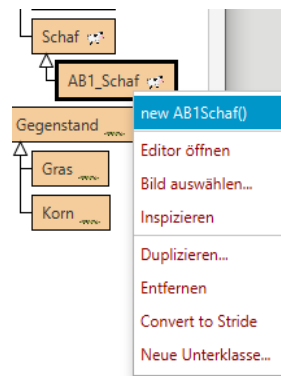 Schaf
AB1_Schaf
new AB1Schaf()
Gegenstand
Editor öffnen
Gras
Bild auswählen...
Inspizieren
Korn
Duplizieren...
Entfernen
Convert to Stride
Neue Unterklasse...